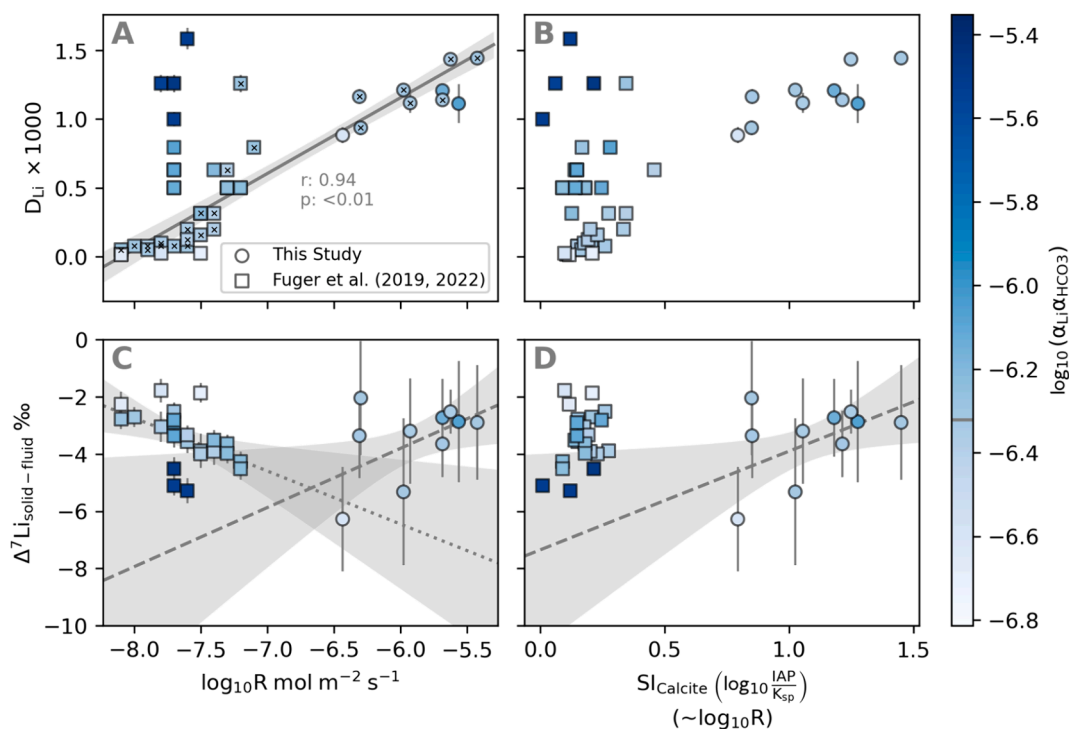 A
B
1.5
1.0
0.5
0.0
D_Li × 1000
r: 0.94
p: <0.01
This Study
Fuger et al. (2019, 2022)
C
D
0
−2
−4
−6
−8
−10
Δ⁷Li_solid−fluid ‰
−8.0 −7.5 −7.0 −6.5 −6.0 −5.5
log₁₀R mol m⁻² s⁻¹
0.0 0.5 1.0 1.5
SI_Calcite (log₁₀ IAP/K_sp)
(~log₁₀R)
−5.4
−5.6
−5.8
−6.0
−6.2
−6.4
−6.6
−6.8
log₁₀(α_Li α_HCO3)